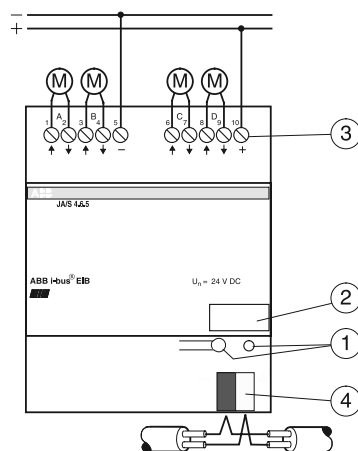 −
+
M M M M
A B C D
1 2 3 4 5 6 7 8 9 10
− +
3
ABB
JA/S 4.6.5
ABB i-bus® EIB
Un = 24 V DC
2
1
4